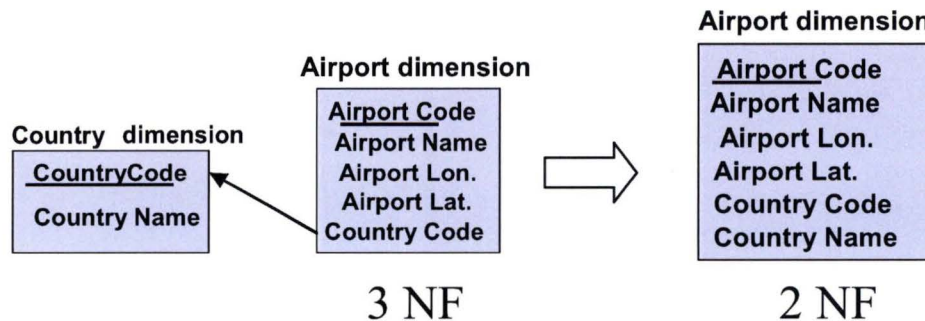 Country dimension
CountryCode
Country Name
Airport dimension
Airport Code
Airport Name
Airport Lon.
Airport Lat.
Country Code
3 NF
Airport dimension
Airport Code
Airport Name
Airport Lon.
Airport Lat.
Country Code
Country Name
2 NF